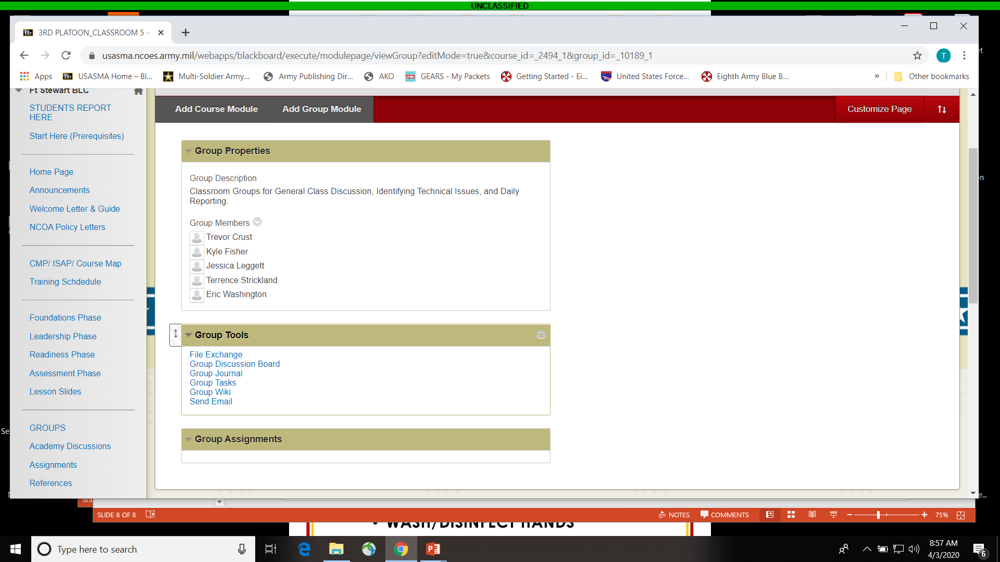 UNCLASSIFIED
3RD PLATOON_CLASSROOM 5 –
usasma.ncoes.army.mil/webapps/blackboard/execute/modulepage/viewGroup?editMode=true&course_id=_2494_1&group_id=_10189_1
T
Apps
Bb USASMA Home – Bl...
Multi-Soldier Army...
Army Publishing Dir...
AKO
GEARS - My Packets
Getting Started - Ei...
United States Force...
Eighth Army Blue B...
»
Other bookmarks
Ft Stewart BLC
STUDENTS REPORT
HERE
Start Here (Prerequisites)
Home Page
Announcements
Welcome Letter & Guide
NCOA Policy Letters
CMP/ ISAP/ Course Map
Training Schdedule
Foundations Phase
Leadership Phase
Readiness Phase
Assessment Phase
Lesson Slides
GROUPS
Academy Discussions
Assignments
References
Add Course Module
Add Group Module
Customize Page
Group Properties
Group Description
Classroom Groups for General Class Discussion, Identifying Technical Issues, and Daily
Reporting.
Group Members
Trevor Crust
Kyle Fisher
Jessica Leggett
Terrence Strickland
Eric Washington
Group Tools
File Exchange
Group Discussion Board
Group Journal
Group Tasks
Group Wiki
Send Email
Group Assignments
SLIDE 8 OF 8
NOTES
COMMENTS
75%
• WASH/DISINFECT HANDS
Type here to search
8:57 AM
4/3/2020
6